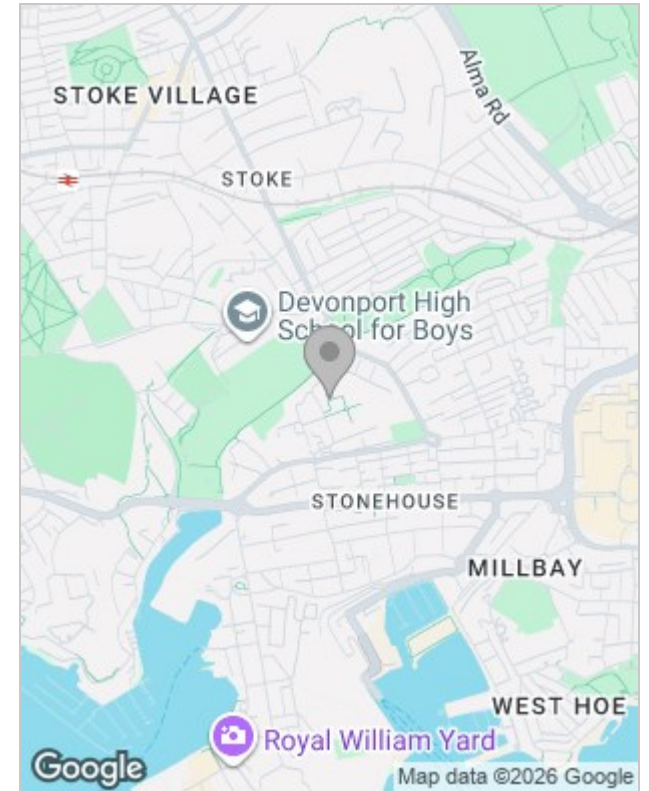 STOKE VILLAGE
Alma Rd
STOKE
Devonport High
School for Boys
STONEHOUSE
MILLBAY
WEST HOE
Royal William Yard
Google
Map data ©2026 Google